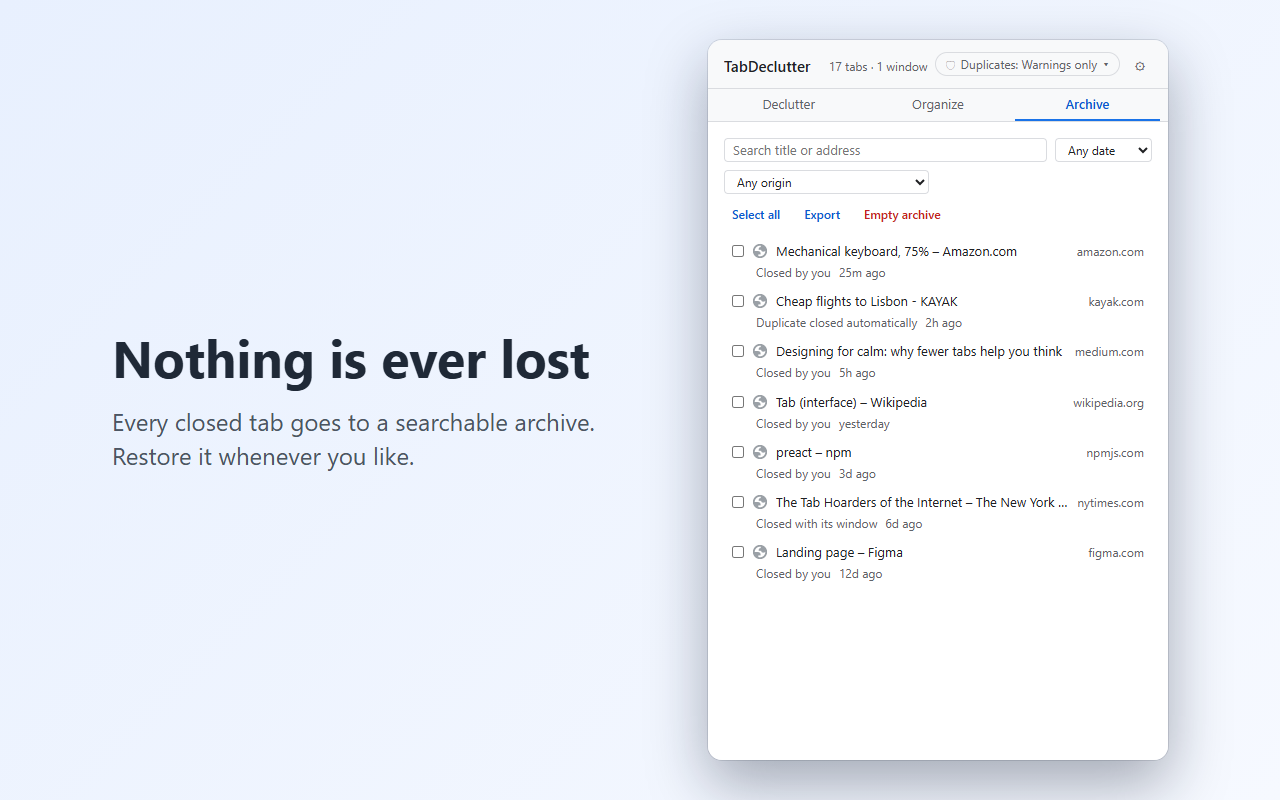 Nothing is ever lost
Every closed tab goes to a searchable archive.
Restore it whenever you like.
TabDeclutter 17 tabs · 1 window Duplicates: Warnings only
Declutter Organize Archive
Search title or address Any date
Any origin
Select all Export Empty archive
Mechanical keyboard, 75% – Amazon.com amazon.com
Closed by you 25m ago
Cheap flights to Lisbon - KAYAK kayak.com
Duplicate closed automatically 2h ago
Designing for calm: why fewer tabs help you think medium.com
Closed by you 5h ago
Tab (interface) – Wikipedia wikipedia.org
Closed by you yesterday
preact – npm npmjs.com
Closed by you 3d ago
The Tab Hoarders of the Internet – The New York ... nytimes.com
Closed with its window 6d ago
Landing page – Figma figma.com
Closed by you 12d ago